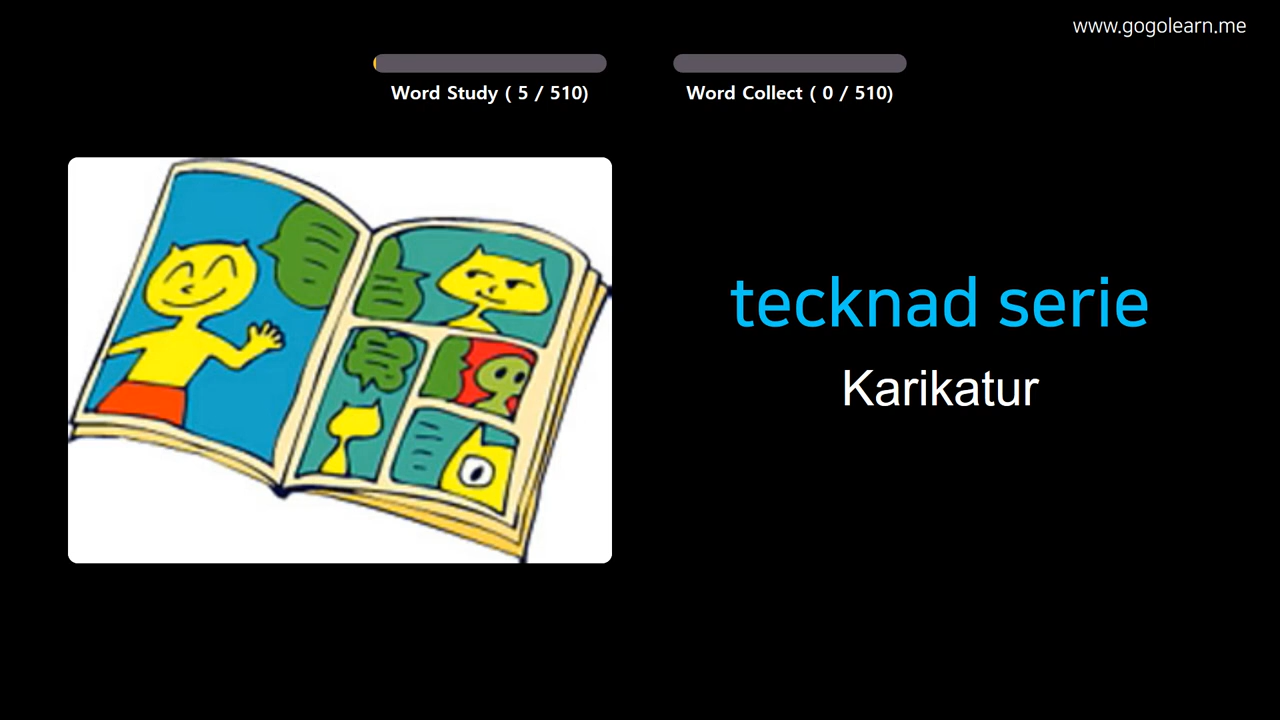 www.gogolearn.me
Word Study ( 5 / 510)
Word Collect ( 0 / 510)
tecknad serie
Karikatur